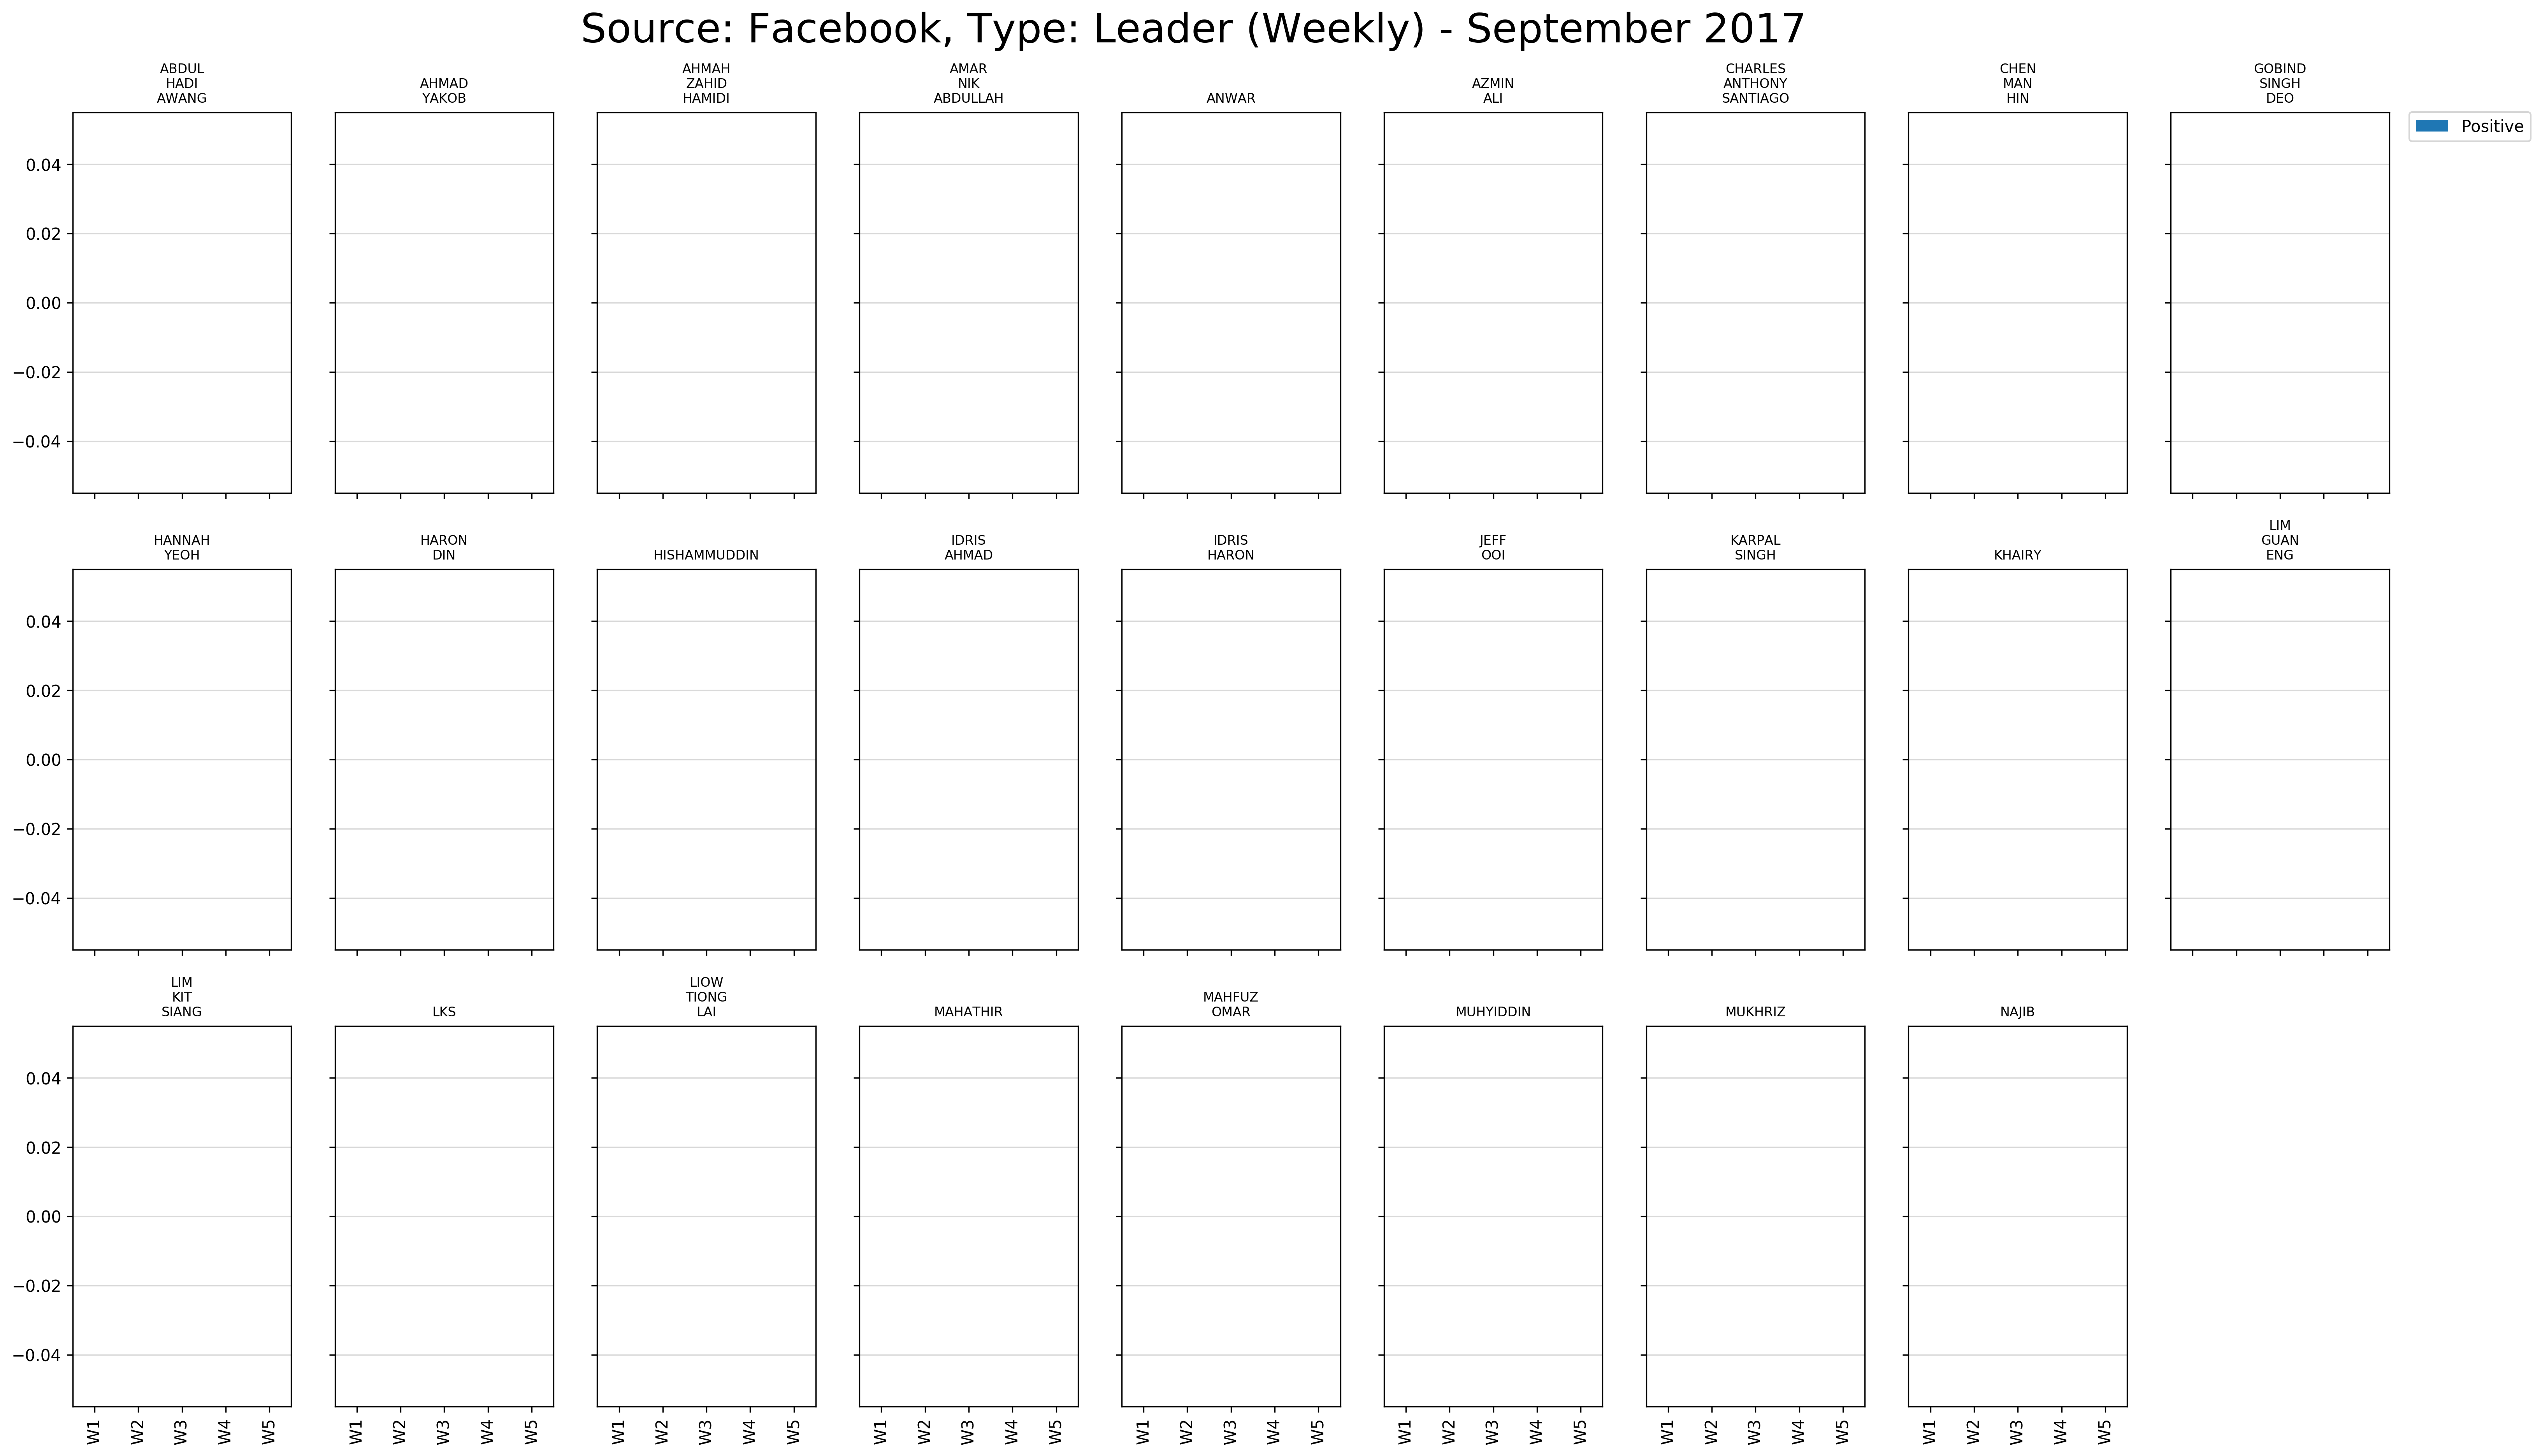 Source: Facebook, Type: Leader (Weekly) - September 2017
ABDUL
HADI
AWANG
AHMAD
YAKOB
AHMAH
ZAHID
HAMIDI
AMAR
NIK
ABDULLAH
ANWAR
AZMIN
ALI
CHARLES
ANTHONY
SANTIAGO
CHEN
MAN
HIN
GOBIND
SINGH
DEO
Positive
0.04
0.02
0.00
−0.02
−0.04
HANNAH
YEOH
HARON
DIN
HISHAMMUDDIN
IDRIS
AHMAD
IDRIS
HARON
JEFF
OOI
KARPAL
SINGH
KHAIRY
LIM
GUAN
ENG
0.04
0.02
0.00
−0.02
−0.04
LIM
KIT
SIANG
LKS
LIOW
TIONG
LAI
MAHATHIR
MAHFUZ
OMAR
MUHYIDDIN
MUKHRIZ
NAJIB
0.04
0.02
0.00
−0.02
−0.04
W1 W2 W3 W4 W5 W1 W2 W3 W4 W5 W1 W2 W3 W4 W5 W1 W2 W3 W4 W5 W1 W2 W3 W4 W5 W1 W2 W3 W4 W5 W1 W2 W3 W4 W5 W1 W2 W3 W4 W5